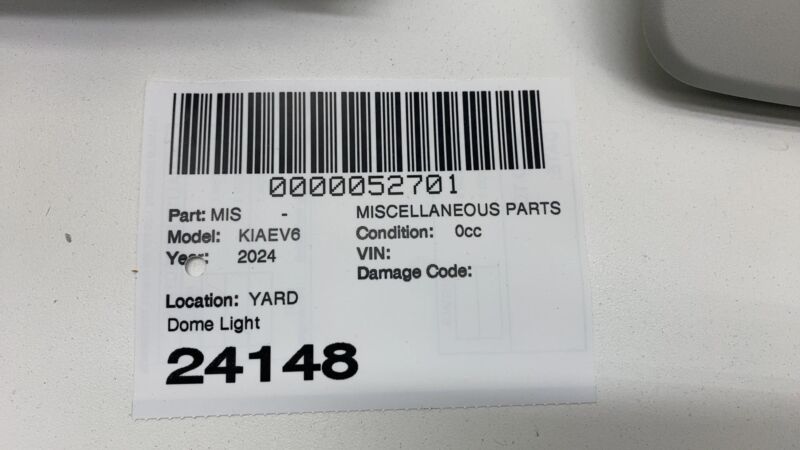 0000052701
Part: MIS - MISCELLANEOUS PARTS
Model: KIAEV6 Condition: 0cc
Year: 2024 VIN:
Damage Code:
Location: YARD
Dome Light
24148